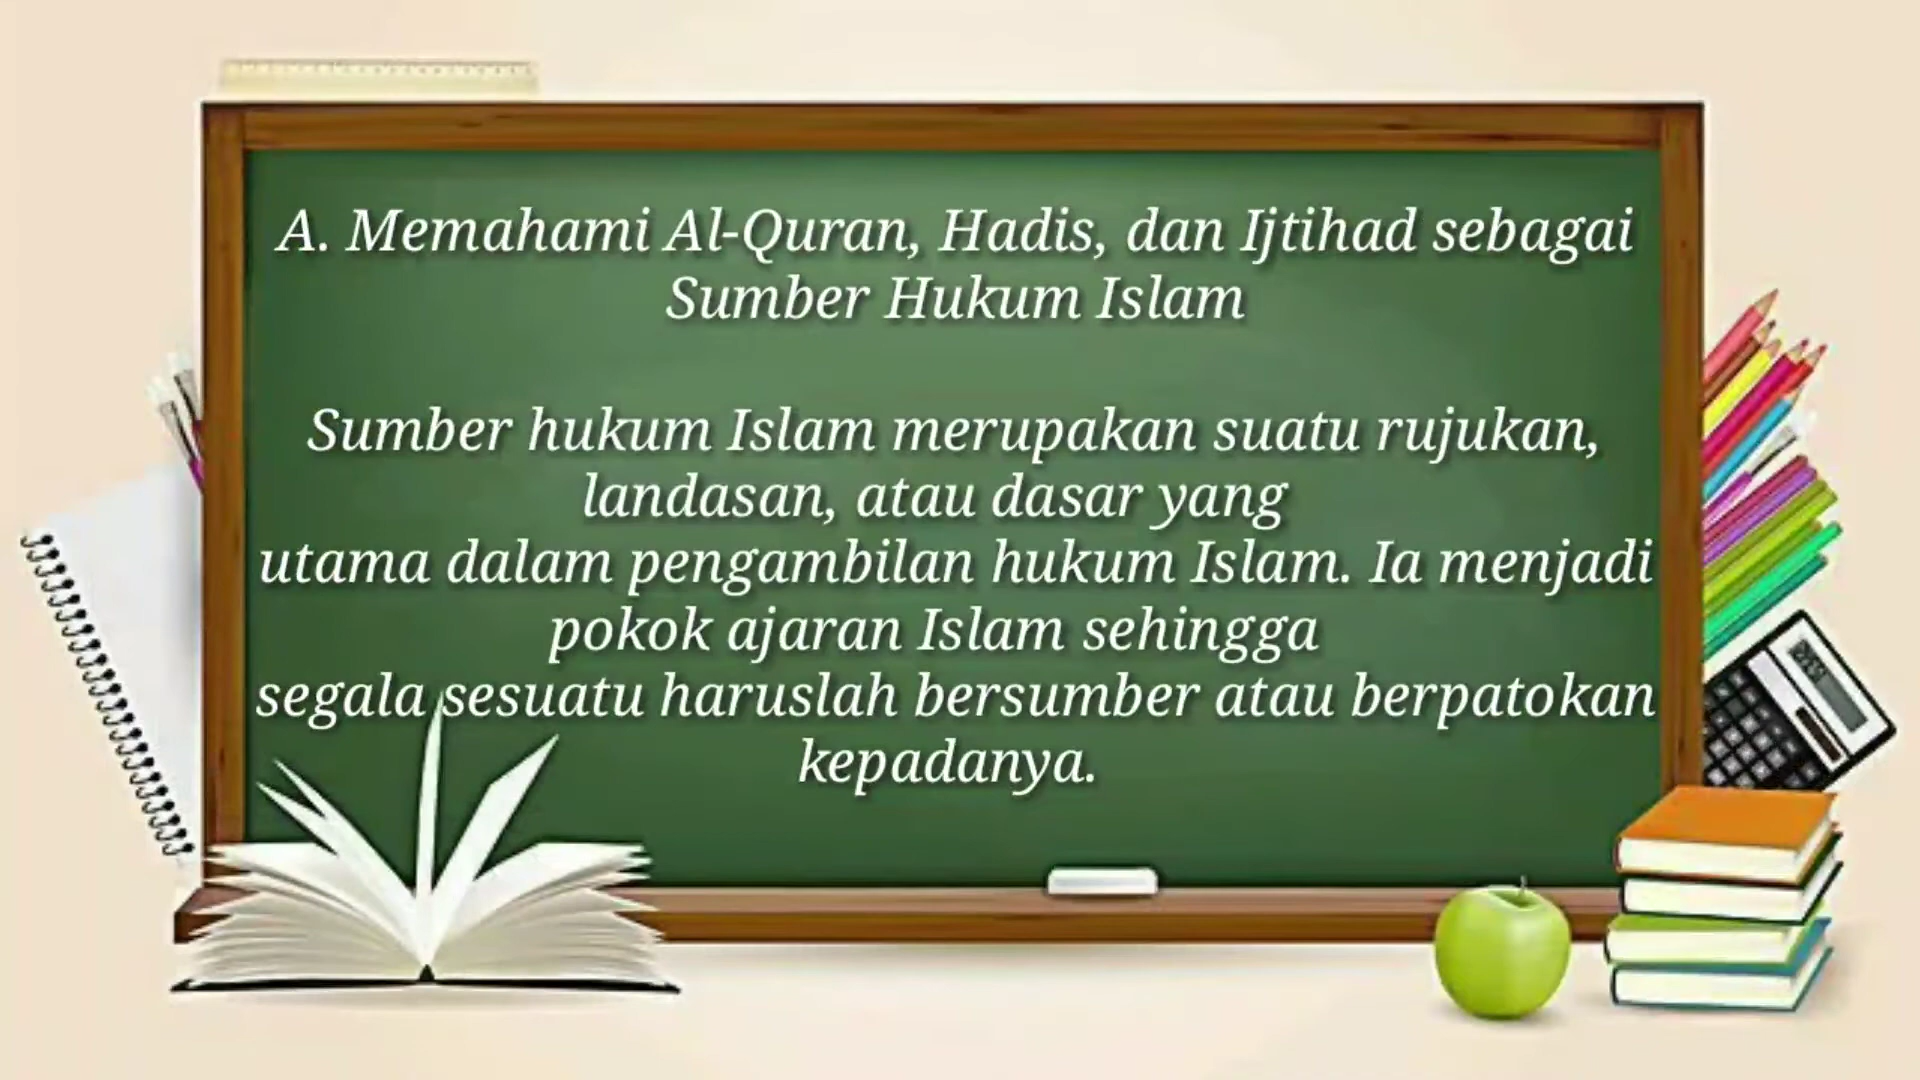 A. Memahami Al-Quran, Hadis, dan Ijtihad sebagai
Sumber Hukum Islam
Sumber hukum Islam merupakan suatu rujukan,
landasan, atau dasar yang
utama dalam pengambilan hukum Islam. Ia menjadi
pokok ajaran Islam sehingga
segala sesuatu haruslah bersumber atau berpatokan
kepadanya.